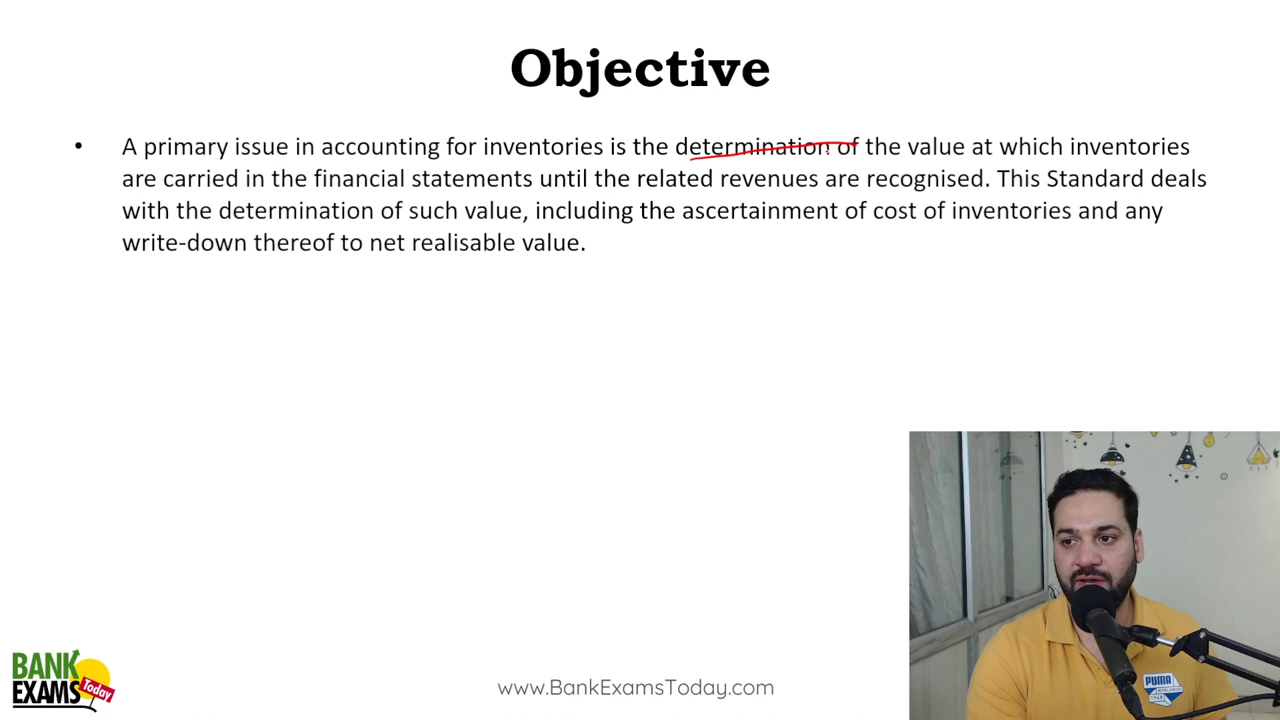 Objective
• A primary issue in accounting for inventories is the determination of the value at which inventories
are carried in the financial statements until the related revenues are recognised. This Standard deals
with the determination of such value, including the ascertainment of cost of inventories and any
write-down thereof to net realisable value.
PUMA
BANK
EXAMS
Today
www.BankExamsToday.com